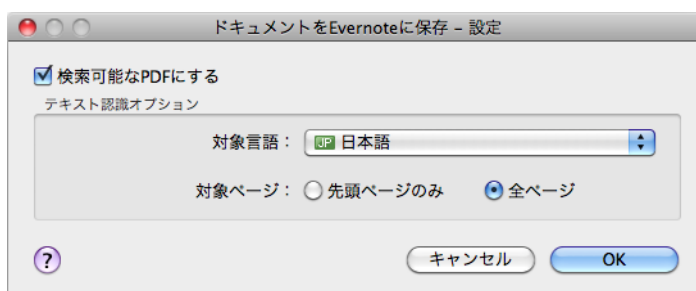 ドキュメントをEvernoteに保存 – 設定
検索可能なPDFにする
テキスト認識オプション
対象言語： JP 日本語
対象ページ： 先頭ページのみ 全ページ
? キャンセル OK